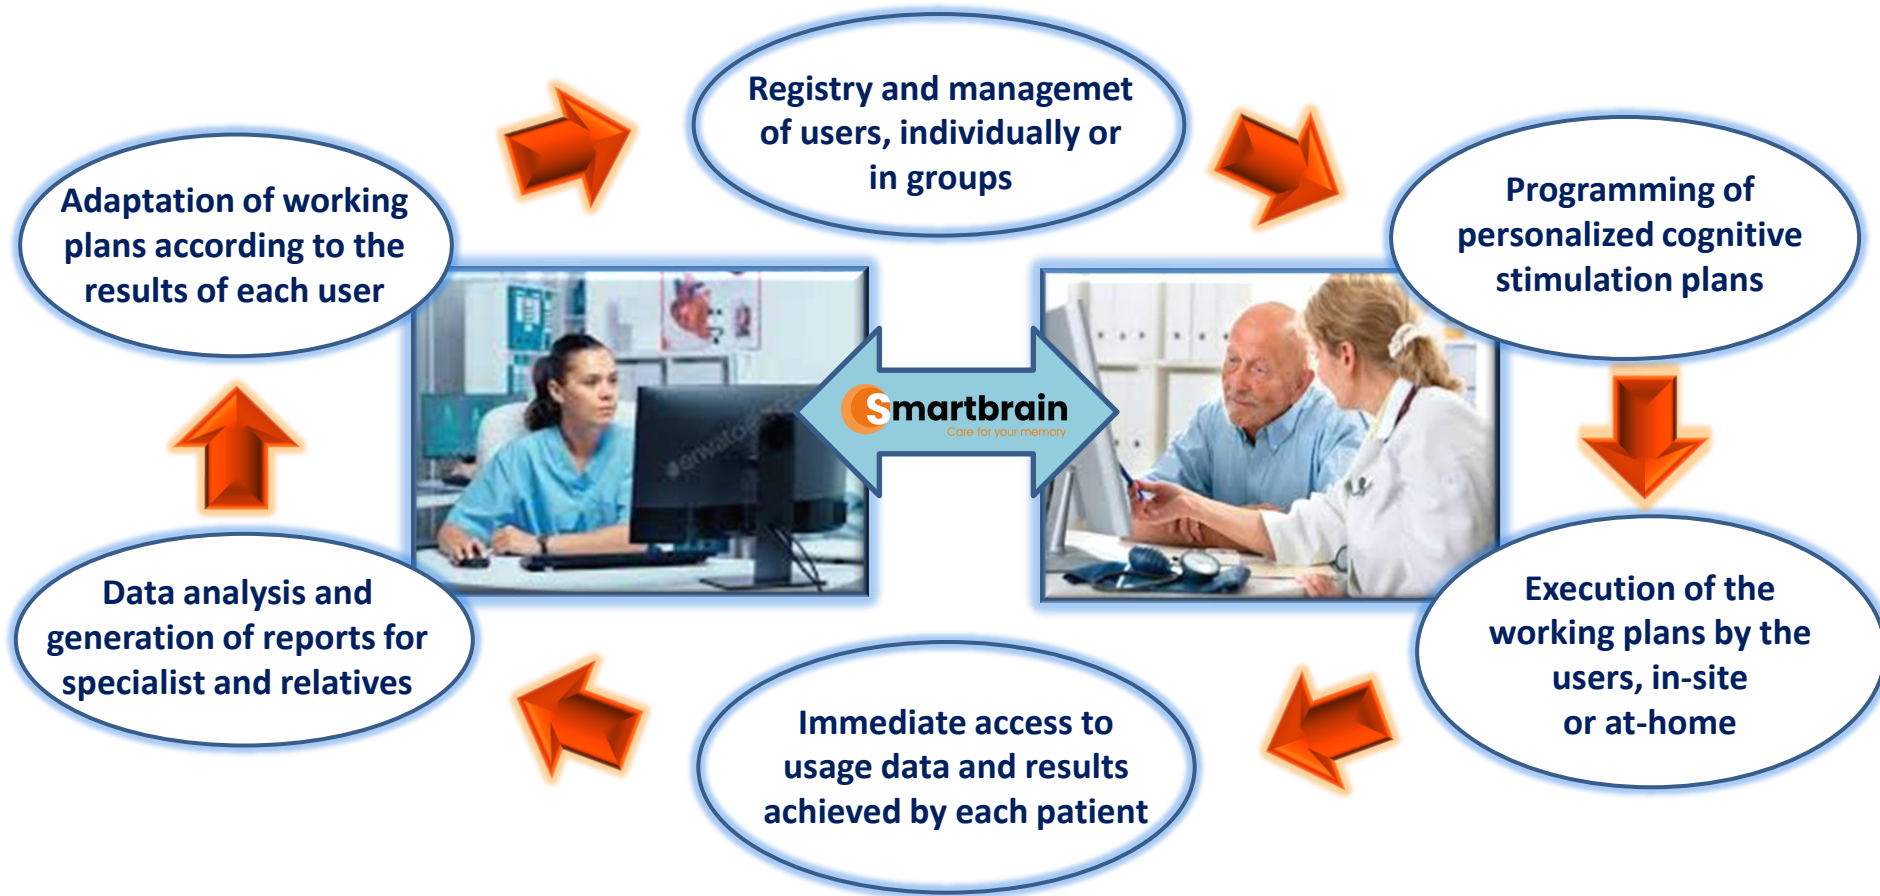 Registry and managemet
of users, individually or
in groups
Programming of
personalized cognitive
stimulation plans
Execution of the
working plans by the
users, in-site
or at-home
Immediate access to
usage data and results
achieved by each patient
Data analysis and
generation of reports for
specialist and relatives
Adaptation of working
plans according to the
results of each user
Smartbrain
Care for your memory